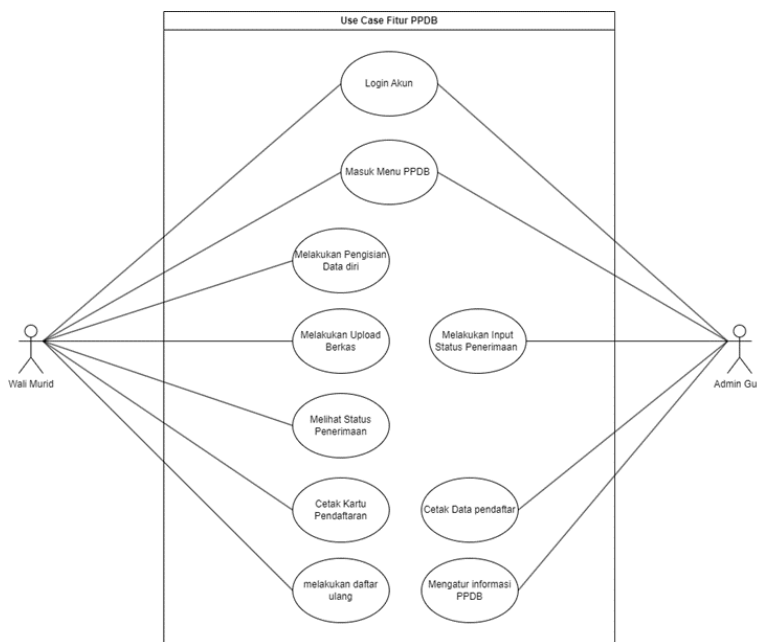 Use Case Fitur PPDB
Login Akun
Masuk Menu PPDB
Melakukan Pengisian
Data diri
Melakukan Upload
Berkas
Melakukan Input
Status Penerimaan
Wali Murid
Admin Gu
Melihat Status
Penerimaan
Cetak Kartu
Pendaftaran
Cetak Data pendaftar
melakukan daftar
ulang
Mengatur informasi
PPDB